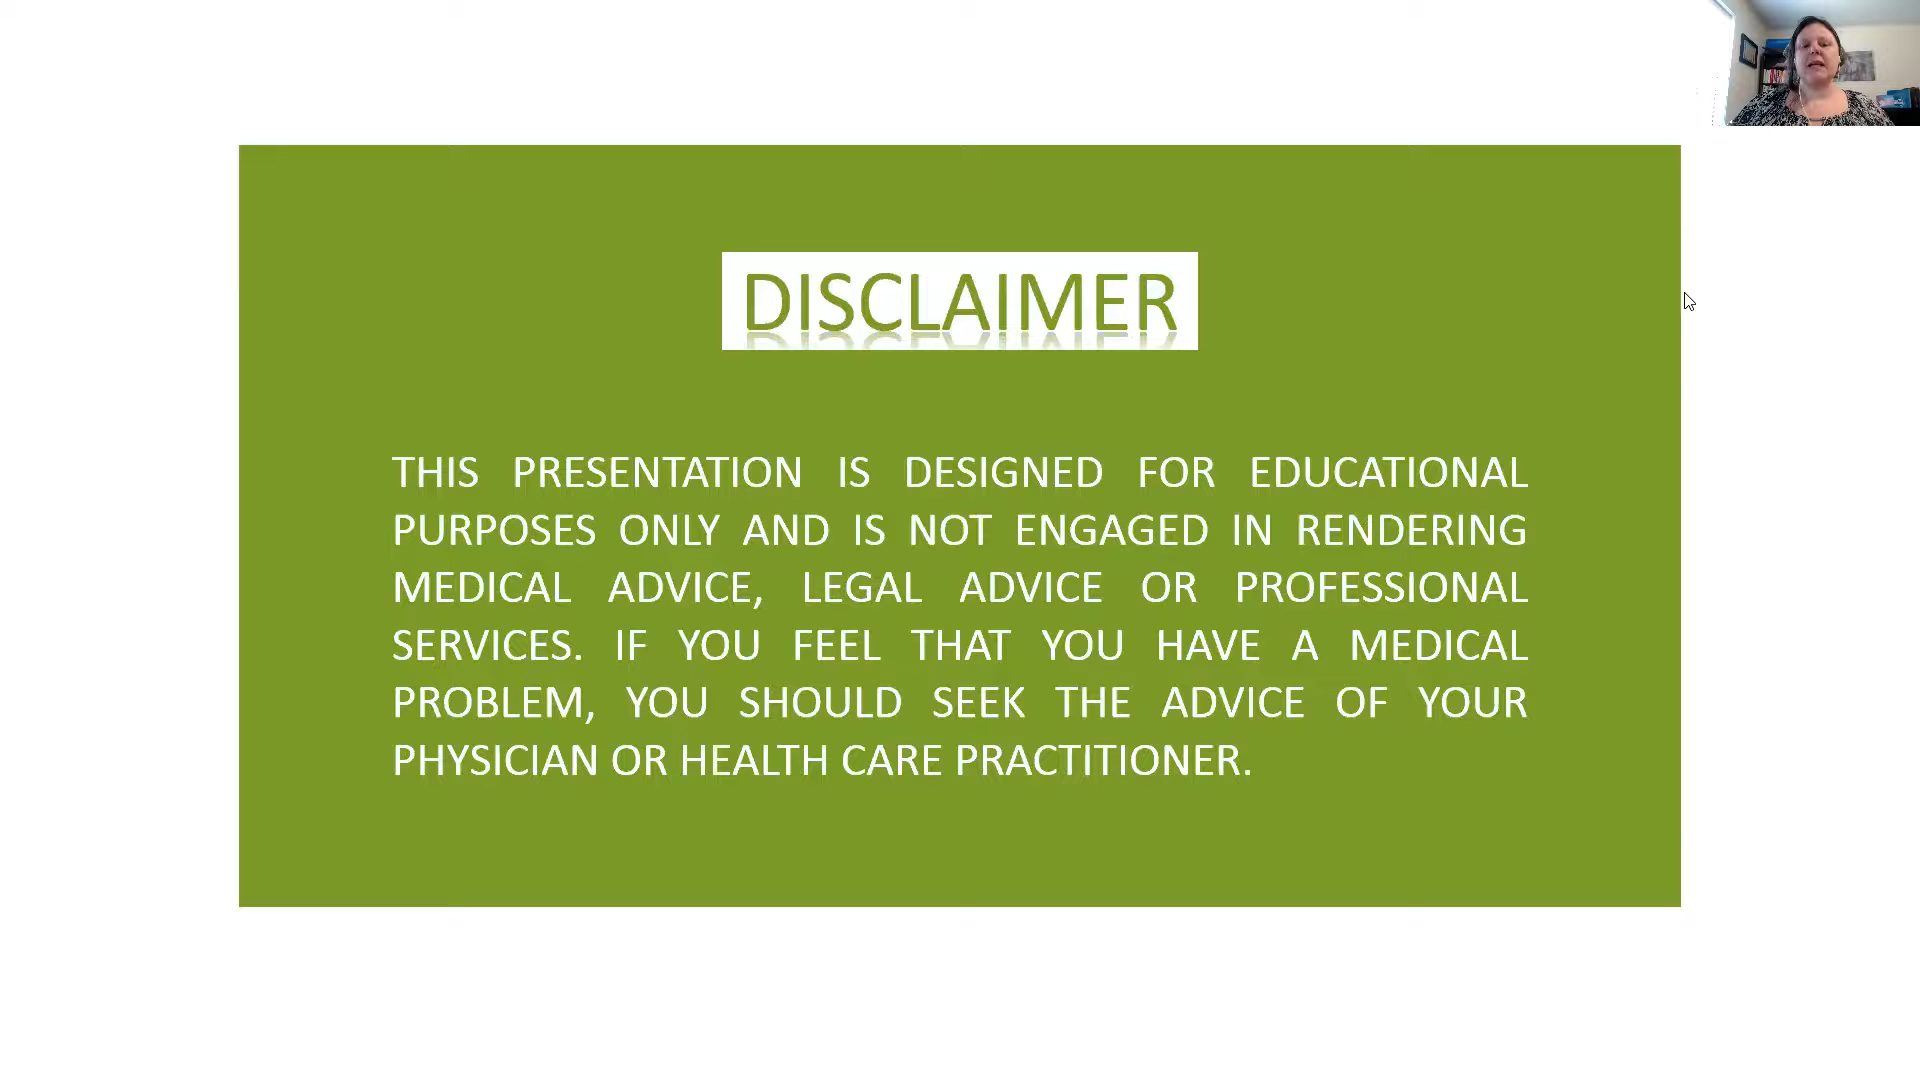 DISCLAIMER
THIS PRESENTATION IS DESIGNED FOR EDUCATIONAL
PURPOSES ONLY AND IS NOT ENGAGED IN RENDERING
MEDICAL ADVICE, LEGAL ADVICE OR PROFESSIONAL
SERVICES. IF YOU FEEL THAT YOU HAVE A MEDICAL
PROBLEM, YOU SHOULD SEEK THE ADVICE OF YOUR
PHYSICIAN OR HEALTH CARE PRACTITIONER.